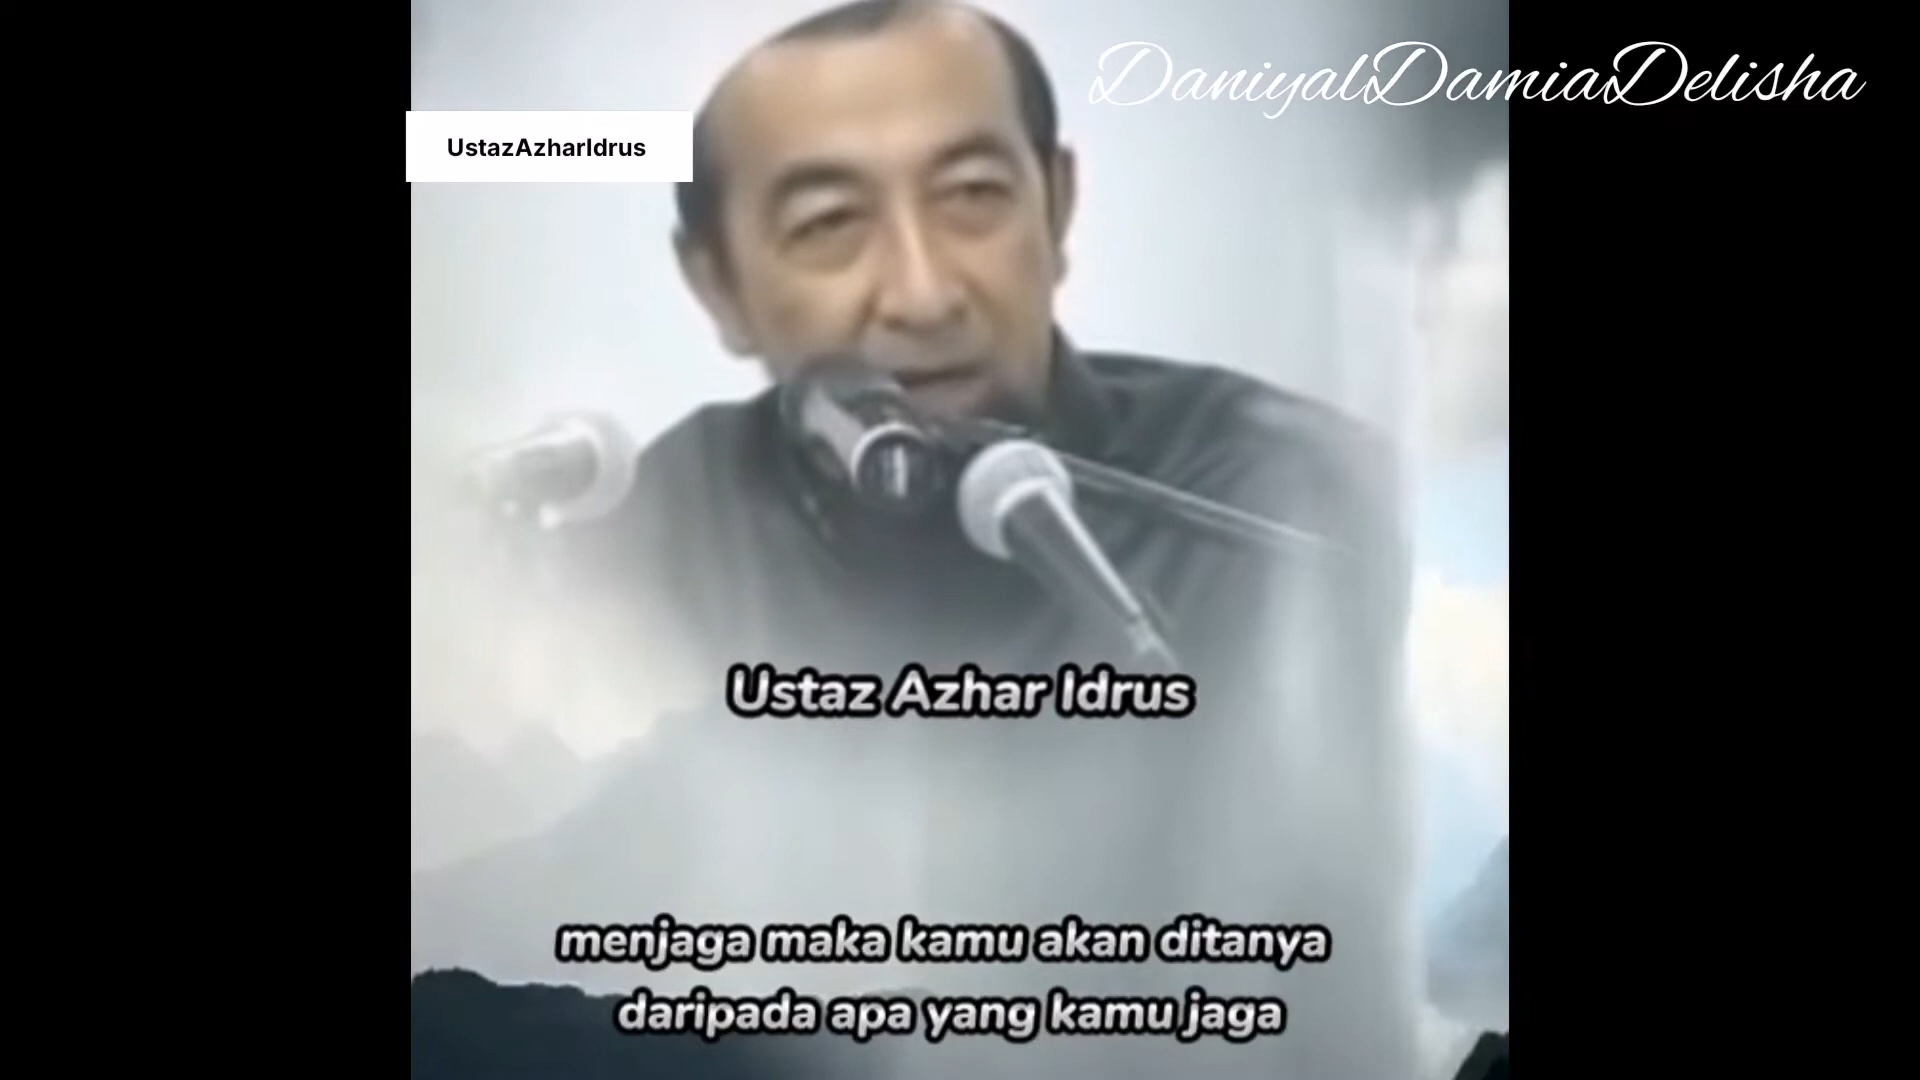 DaniyalDamiaDelisha
UstazAzharIdrus
Ustaz Azhar Idrus
menjaga maka kamu akan ditanya
daripada apa yang kamu jaga